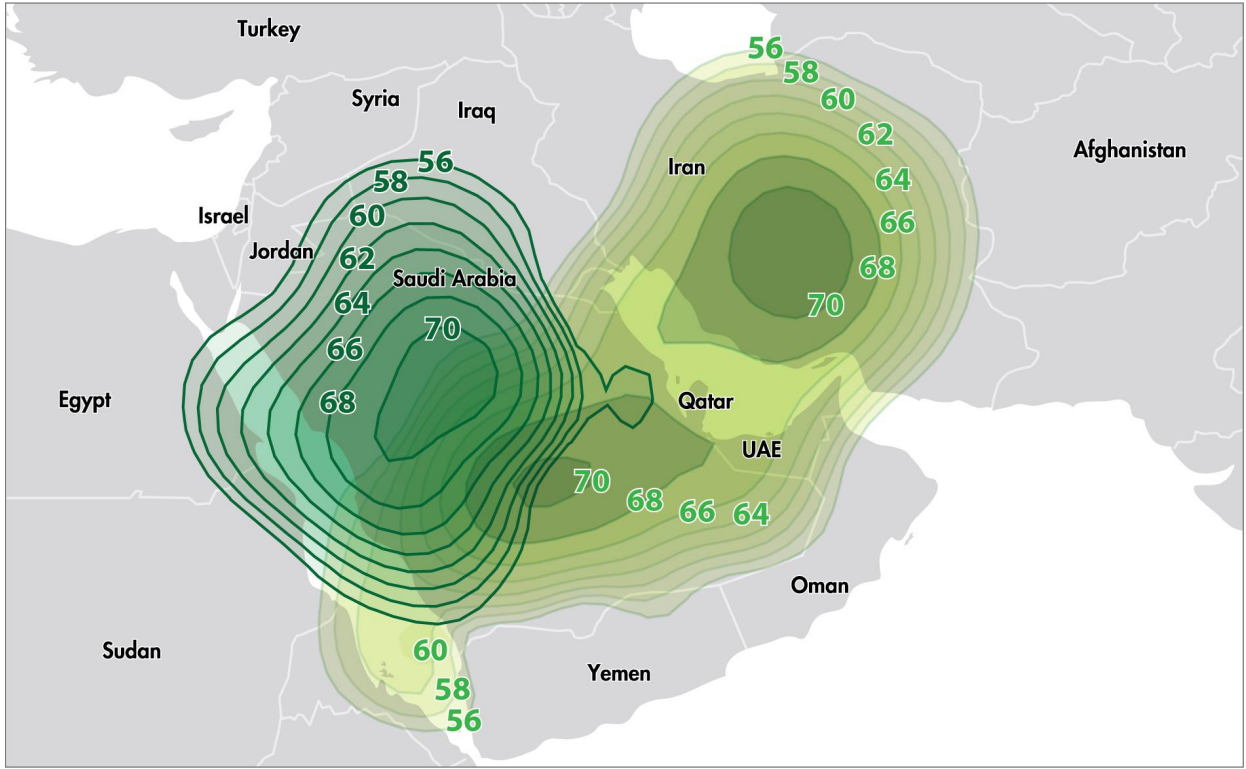 Turkey
56
58
Syria
60
Iraq
62
Afghanistan
56
Iran
58
64
60
Israel
66
Jordan
62
68
Saudi Arabia
64
70
70
66
Egypt
Qatar
68
UAE
70
68
66
64
Oman
Sudan
60
Yemen
58
56